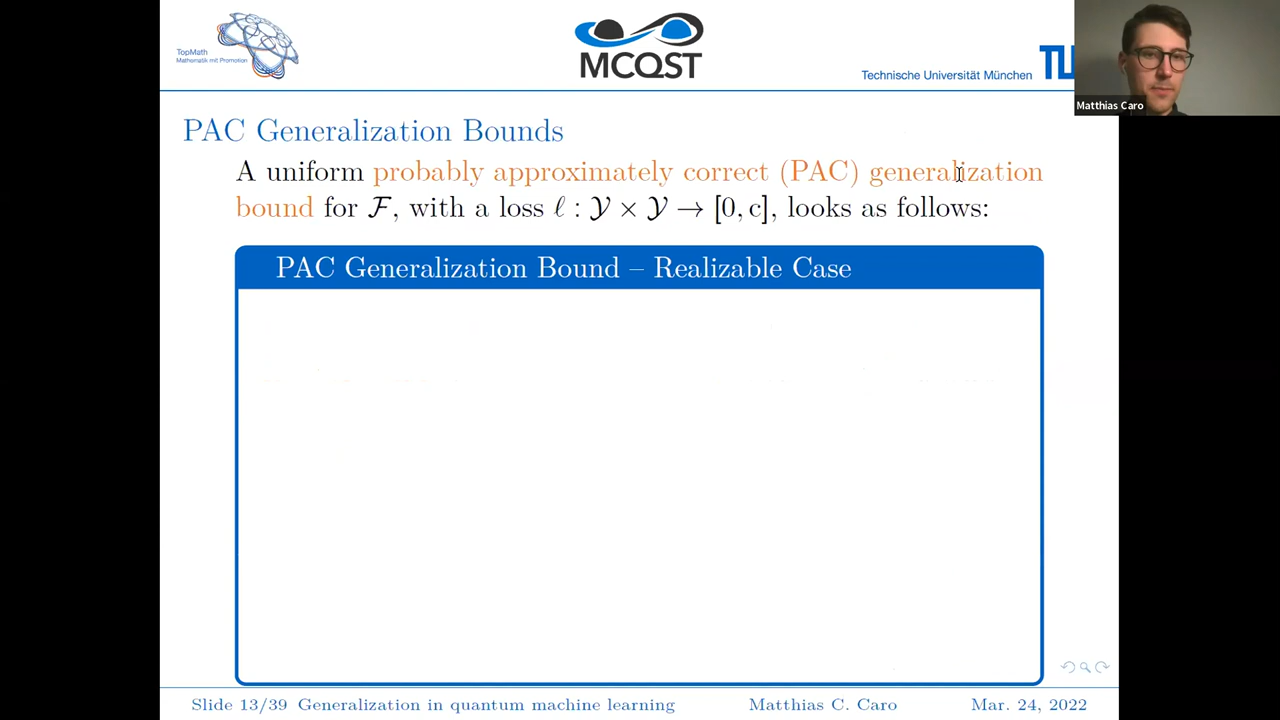 TopMath
Mathematik mit Promotion
MCQST
Technische Universität München
Matthias Caro
PAC Generalization Bounds
A uniform probably approximately correct (PAC) generalization
bound for ℱ, with a loss ℓ : 𝒴 × 𝒴 → [0, c], looks as follows:
PAC Generalization Bound – Realizable Case
Slide 13/39 Generalization in quantum machine learning Matthias C. Caro Mar. 24, 2022